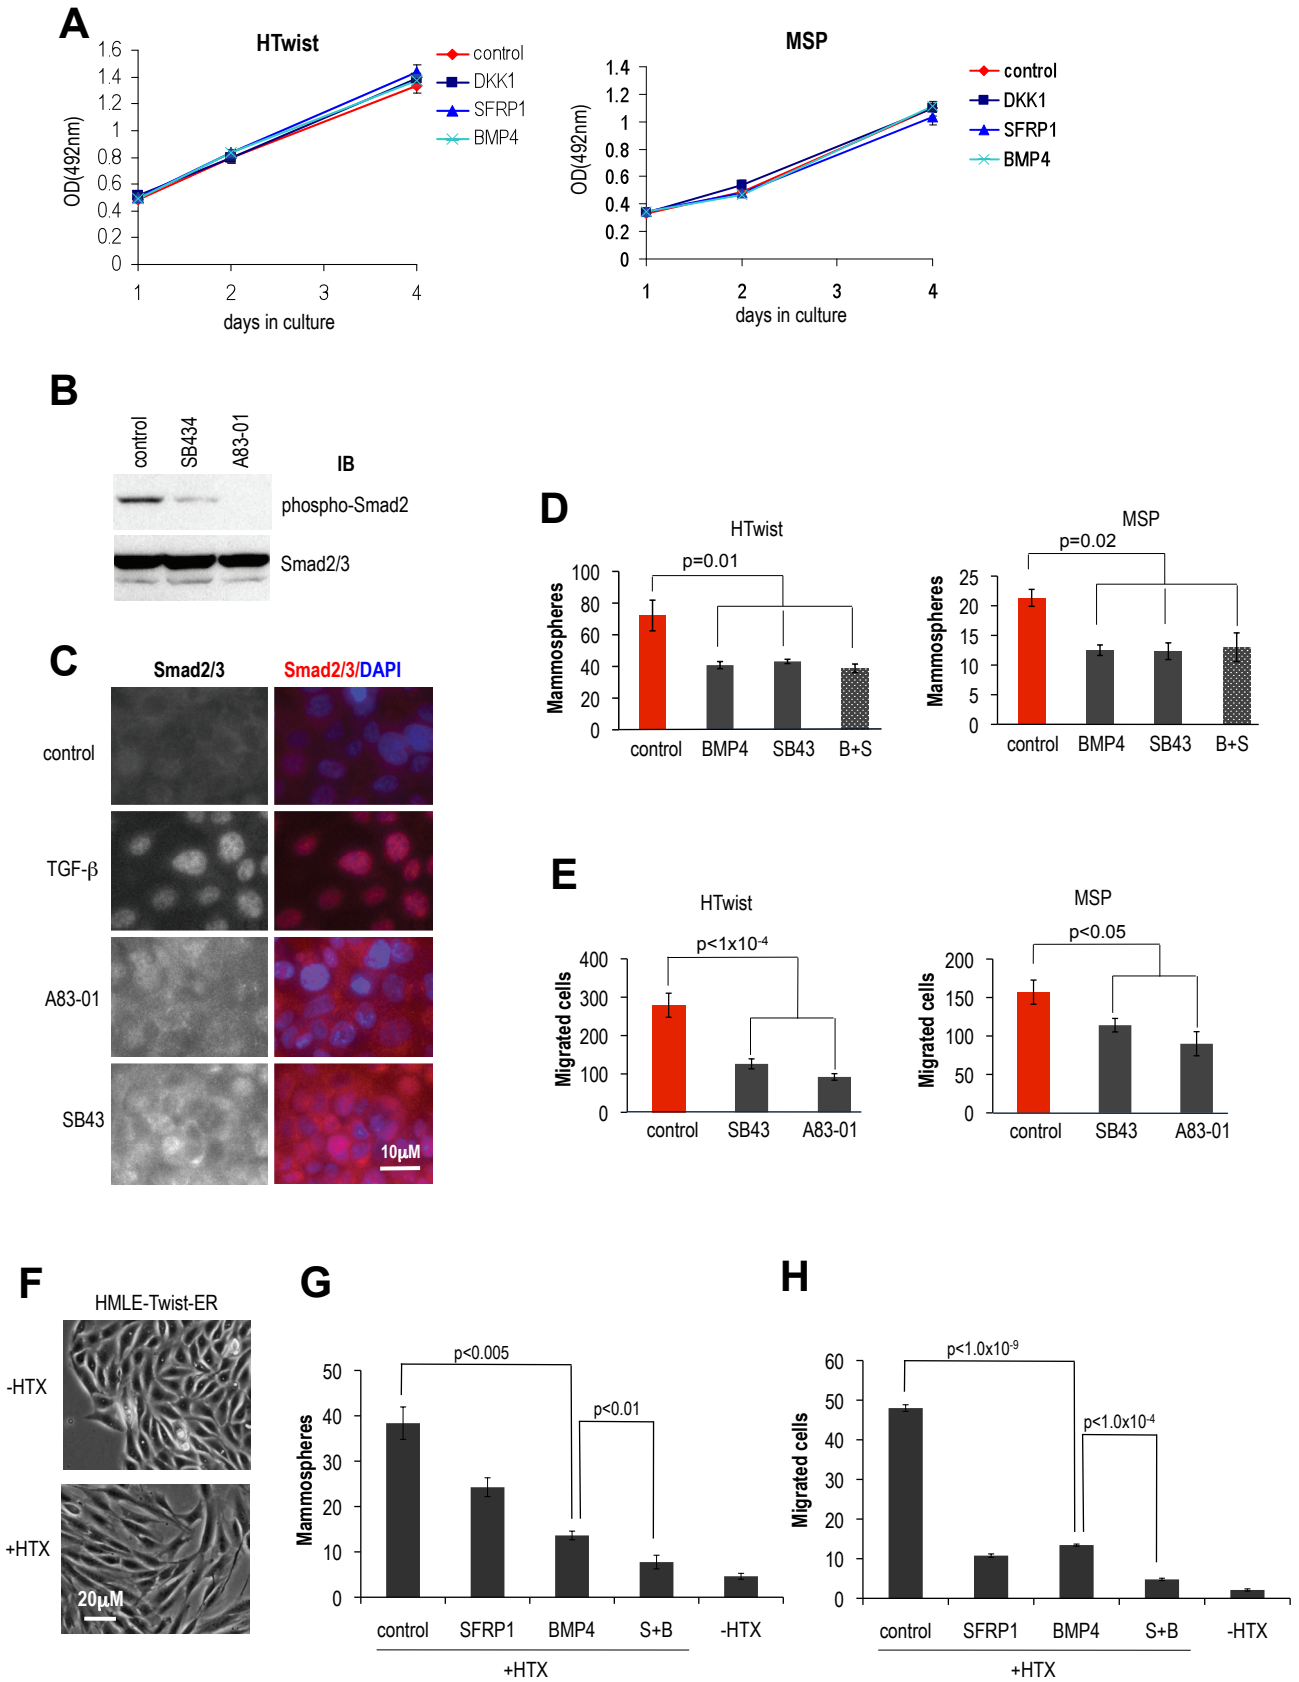 A
HTwist
OD(492nm)
1.6
1.4
1.2
1
0.8
0.6
0.4
0.2
0
1 2 3 4
days in culture
control
DKK1
SFRP1
BMP4
MSP
OD(492nm)
1.4
1.2
1
0.8
0.6
0.4
0.2
0
1 2 3 4
days in culture
control
DKK1
SFRP1
BMP4
B
control SB434 A83-01
IB
phospho-Smad2
Smad2/3
C
Smad2/3 Smad2/3/DAPI
control
TGF-β
A83-01
SB43
10μM
D
HTwist
p=0.01
Mammospheres
100
80
60
40
20
0
control BMP4 SB43 B+S
MSP
p=0.02
Mammospheres
25
20
15
10
5
0
control BMP4 SB43 B+S
E
HTwist
p<1x10-4
Migrated cells
400
300
200
100
0
control SB43 A83-01
MSP
p<0.05
Migrated cells
200
150
100
50
0
control SB43 A83-01
F
HMLE-Twist-ER
-HTX
+HTX
20μM
G
p<0.005
p<0.01
Mammospheres
50
40
30
20
10
0
control SFRP1 BMP4 S+B -HTX
+HTX
H
p<1.0x10-9
p<1.0x10-4
Migrated cells
60
50
40
30
20
10
0
control SFRP1 BMP4 S+B -HTX
+HTX